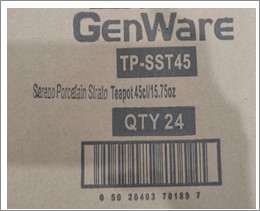 GenWare
TP-SST45
Sereno Porcelain Strato Teapot 45cl/15.75oz
QTY 24
0 50 20403 70189 7